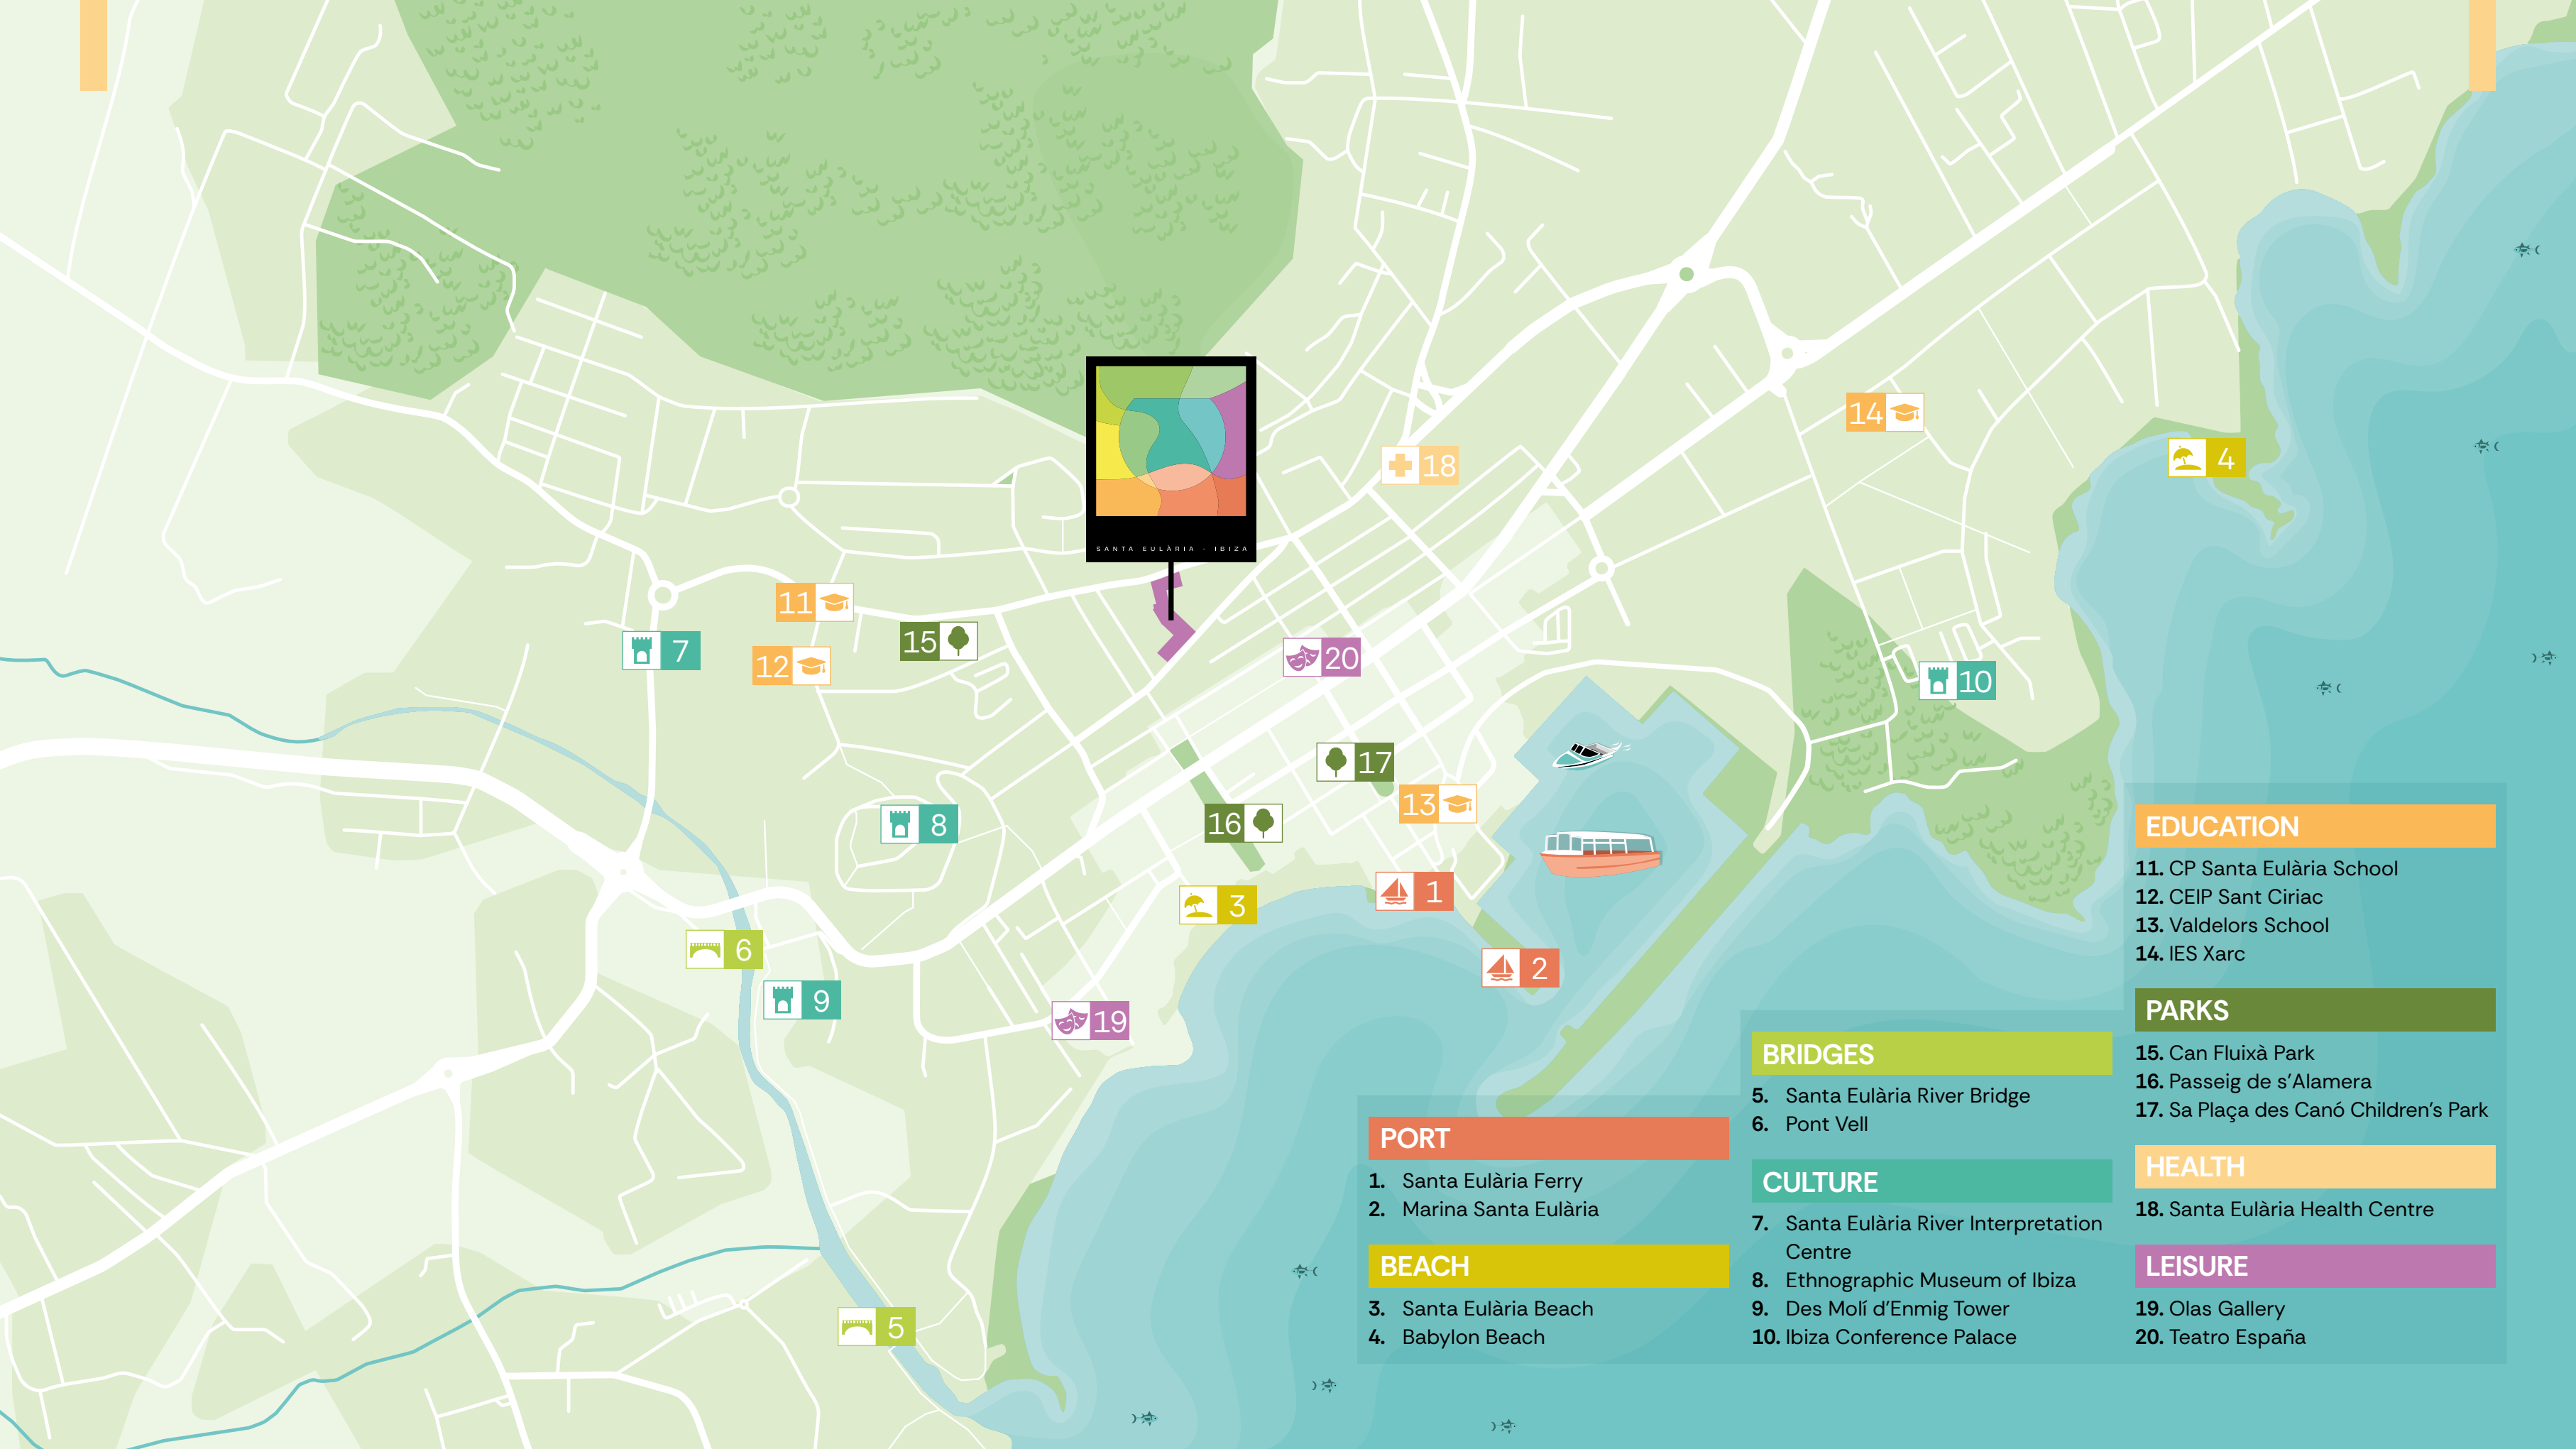 14
18
4
SANTA EULÀRIA · IBIZA
11
15
7
12
20
10
17
13
16
8
1
3
6
2
9
19
5
PORT
1. Santa Eulària Ferry
2. Marina Santa Eulària
BEACH
3. Santa Eulària Beach
4. Babylon Beach
BRIDGES
5. Santa Eulària River Bridge
6. Pont Vell
CULTURE
7. Santa Eulària River Interpretation
Centre
8. Ethnographic Museum of Ibiza
9. Des Molí d’Enmig Tower
10. Ibiza Conference Palace
EDUCATION
11. CP Santa Eulària School
12. CEIP Sant Ciriac
13. Valdelors School
14. IES Xarc
PARKS
15. Can Fluixà Park
16. Passeig de s’Alamera
17. Sa Plaça des Canó Children’s Park
HEALTH
18. Santa Eulària Health Centre
LEISURE
19. Olas Gallery
20. Teatro España